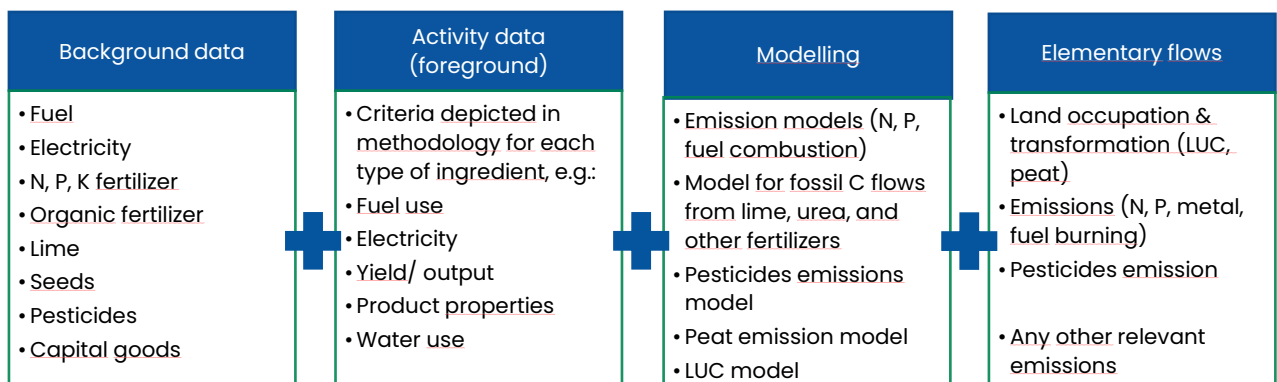 Background data
• Fuel
• Electricity
• N, P, K fertilizer
• Organic fertilizer
• Lime
• Seeds
• Pesticides
• Capital goods
Activity data
(foreground)
• Criteria depicted in
methodology for each
type of ingredient, e.g.:
• Fuel use
• Electricity
• Yield/ output
• Product properties
• Water use
Modelling
• Emission models (N, P,
fuel combustion)
• Model for fossil C flows
from lime, urea, and
other fertilizers
• Pesticides emissions
model
• Peat emission model
• LUC model
Elementary flows
• Land occupation &
transformation (LUC,
peat)
• Emissions (N, P, metal,
fuel burning)
• Pesticides emission
• Any other relevant
emissions